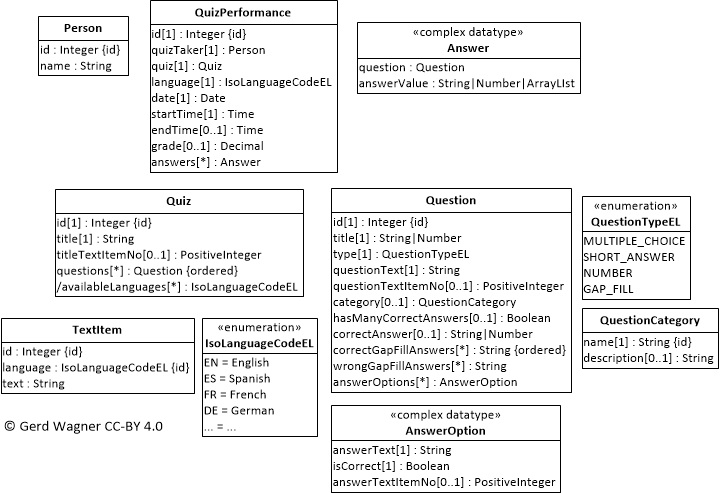 Person
id : Integer {id}
name : String
QuizPerformance
id[1] : Integer {id}
quizTaker[1] : Person
quiz[1] : Quiz
language[1] : IsoLanguageCodeEL
date[1] : Date
startTime[1] : Time
endTime[0..1] : Time
grade[0..1] : Decimal
answers[*] : Answer
«complex datatype»
Answer
question : Question
answerValue : String|Number|ArrayLIst
Quiz
id[1] : Integer {id}
title[1] : String
titleTextItemNo[0..1] : PositiveInteger
questions[*] : Question {ordered}
/availableLanguages[*] : IsoLanguageCodeEL
Question
id[1] : Integer {id}
title[1] : String|Number
type[1] : QuestionTypeEL
questionText[1] : String
questionTextItemNo[0..1] : PositiveInteger
category[0..1] : QuestionCategory
hasManyCorrectAnswers[0..1] : Boolean
correctAnswer[0..1] : String|Number
correctGapFillAnswers[*] : String {ordered}
wrongGapFillAnswers[*] : String
answerOptions[*] : AnswerOption
«enumeration»
QuestionTypeEL
MULTIPLE_CHOICE
SHORT_ANSWER
NUMBER
GAP_FILL
TextItem
id : Integer {id}
language : IsoLanguageCodeEL {id}
text : String
«enumeration»
IsoLanguageCodeEL
EN = English
ES = Spanish
FR = French
DE = German
... = ...
QuestionCategory
name[1] : String {id}
description[0..1] : String
© Gerd Wagner CC-BY 4.0
«complex datatype»
AnswerOption
answerText[1] : String
isCorrect[1] : Boolean
answerTextItemNo[0..1] : PositiveInteger